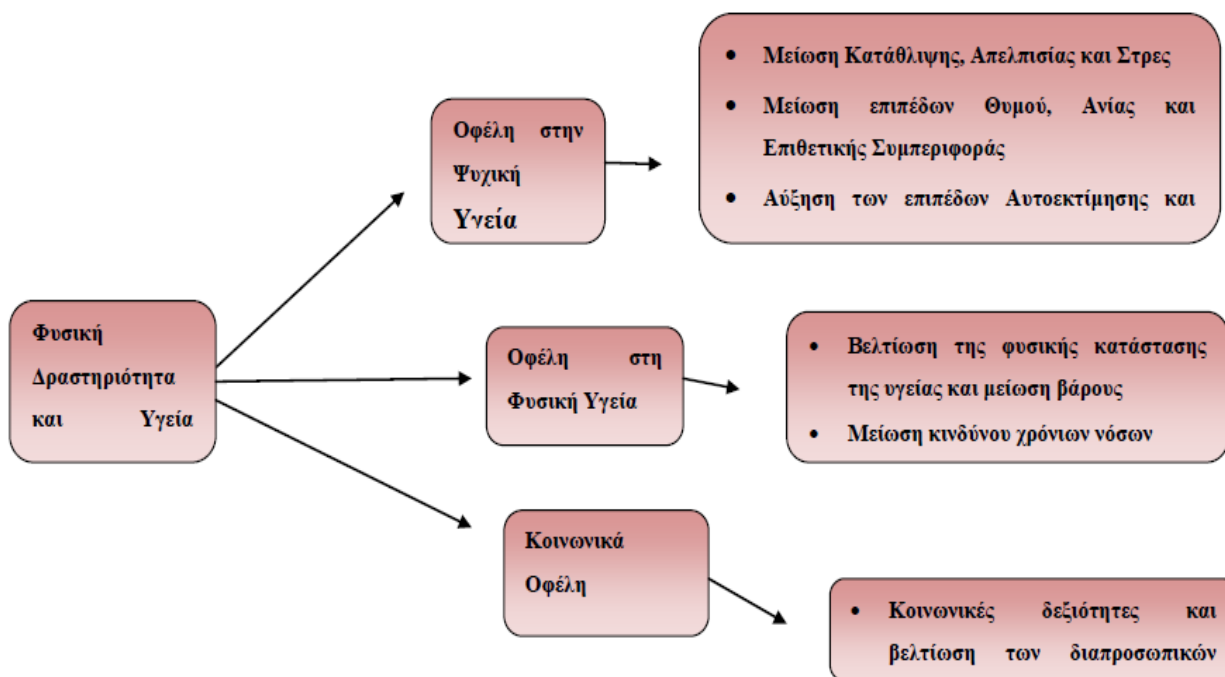 Φυσική
Δραστηριότητα
και Υγεία
Οφέλη στην
Ψυχική
Υγεία
• Μείωση Κατάθλιψης, Απελπισίας και Στρες
• Μείωση επιπέδων Θυμού, Ανίας και
Επιθετικής Συμπεριφοράς
• Αύξηση των επιπέδων Αυτοεκτίμησης και
Οφέλη στη
Φυσική Υγεία
• Βελτίωση της φυσικής κατάστασης
της υγείας και μείωση βάρους
• Μείωση κινδύνου χρόνιων νόσων
Κοινωνικά
Οφέλη
• Κοινωνικές δεξιότητες και
βελτίωση των διαπροσωπικών